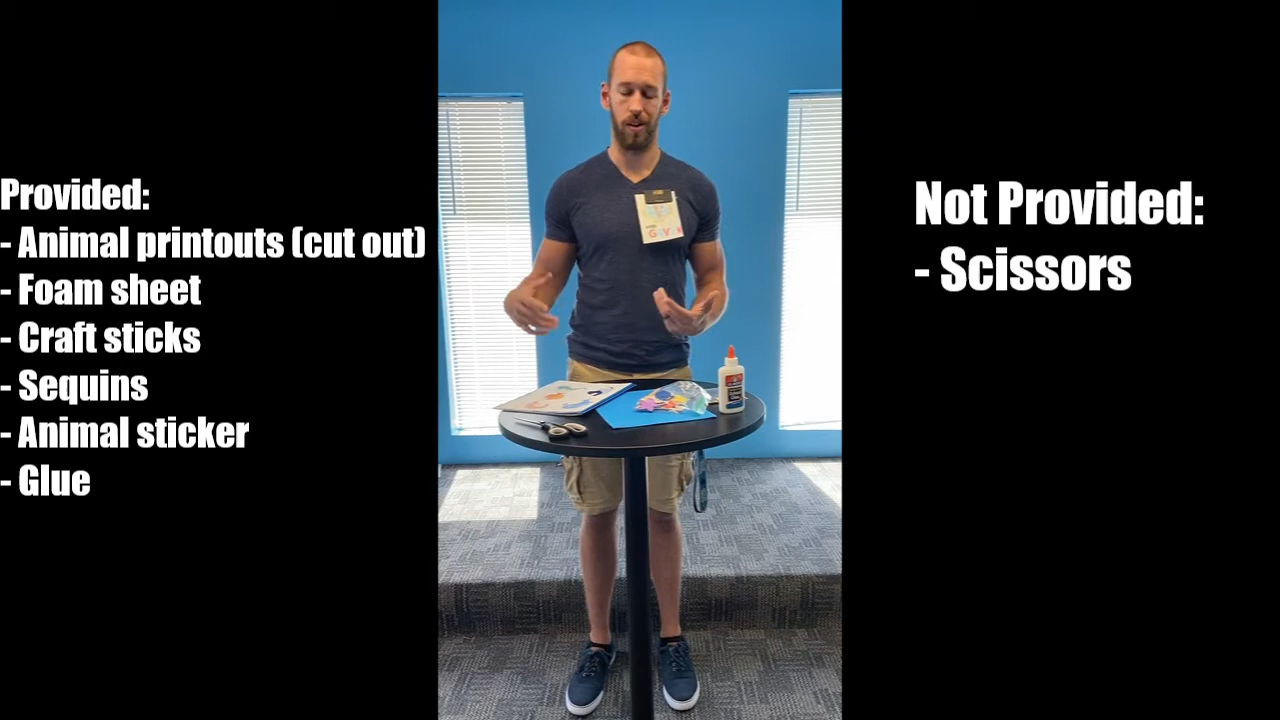 Provided:
- Animal printouts (cut out)
- Foam sheet
- Craft sticks
- Sequins
- Animal sticker
- Glue
Not Provided:
- Scissors